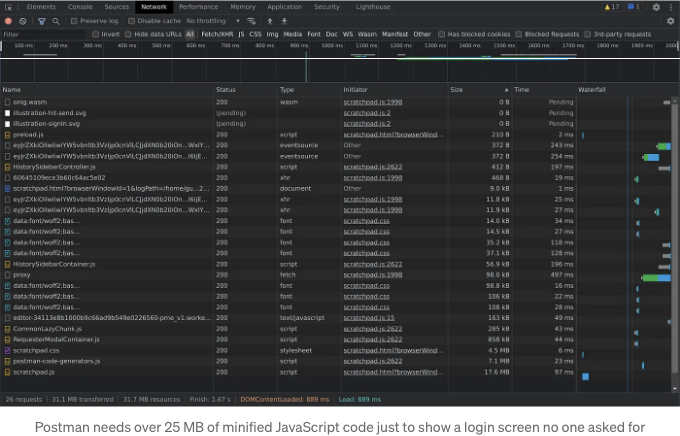 Elements Console Sources Network Performance Memory Application Security Lighthouse 17 1
Preserve log Disable cache No throttling
Filter Invert Hide data URLs All Fetch/XHR JS CSS Img Media Font Doc WS Wasm Manifest Other Has blocked cookies Blocked Requests 3rd-party requests
100 ms 200 ms 300 ms 400 ms 500 ms 600 ms 700 ms 800 ms 900 ms 1000 ms 1100 ms 1200 ms 1300 ms 1400 ms 1500 ms 1600 ms 1700 ms 1800 ms 1900 ms
Name Status Type Initiator Size Time Waterfall
orig.wasm 200 wasm scratchpad.js:1998 0 B Pending
illustration-hit-send.svg (pending) scratchpad.js:2 0 B Pending
illustration-signin.svg (pending) scratchpad.js:2 0 B Pending
preload.js 200 script scratchpad.html?browserWind... 210 B 2 ms
200 eventsource Other 372 B 243 ms
200 eventsource Other 372 B 254 ms
HistorySidebarController.js 200 script scratchpad.js:2622 412 B 197 ms
60645109ece3b60c64ac5e02 200 xhr scratchpad.js:1998 468 B 19 ms
scratchpad.html?browserWindowId=1&logPath=/home/gu... 200 document Other 9.0 kB 1 ms
200 xhr scratchpad.js:1998 11.8 kB 25 ms
200 xhr scratchpad.js:1998 11.9 kB 27 ms
data:font/woff2;bas... 200 font scratchpad.css 14.0 kB 34 ms
data:font/woff2;bas... 200 font scratchpad.css 14.5 kB 27 ms
data:font/woff2;bas... 200 font scratchpad.css 35.2 kB 118 ms
data:font/woff2;bas... 200 font scratchpad.css 37.1 kB 128 ms
HistorySidebarContainer.js 200 script scratchpad.js:2622 56.9 kB 196 ms
proxy 200 fetch scratchpad.js:1998 98.0 kB 497 ms
data:font/woff2;bas... 200 font scratchpad.css 98.8 kB 16 ms
data:font/woff2;bas... 200 font scratchpad.css 106 kB 22 ms
data:font/woff2;bas... 200 font scratchpad.css 108 kB 28 ms
editor-34113e8b1000b9c66ad9b549e0226560-pme_v1.worke... 200 text/javascript scratchpad.js:15 163 kB 49 ms
CommonLazyChunk.js 200 script scratchpad.js:2622 285 kB 43 ms
RequesterModalContainer.js 200 script scratchpad.js:2622 858 kB 44 ms
scratchpad.css 200 stylesheet scratchpad.html?browserWind... 4.5 MB 6 ms
postman-code-generators.js 200 script scratchpad.js:2622 7.1 MB 23 ms
scratchpad.js 200 script scratchpad.html?browserWind... 17.6 MB 97 ms
26 requests 31.1 MB transferred 31.7 MB resources Finish: 1.67 s DOMContentLoaded: 889 ms Load: 889 ms
Postman needs over 25 MB of minified JavaScript code just to show a login screen no one asked for